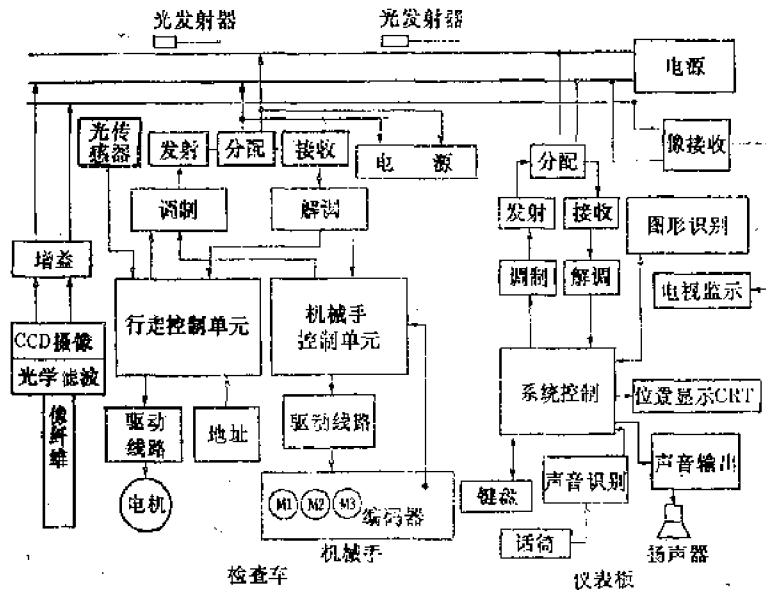 光发射器
光发射器
电源
光传
感器
发射
分配
接收
电 源
像接收
分配
调制
解调
发射
接收
图形识别
增益
调制
解调
电视监示
行走控制单元
机械手
控制单元
CCD摄像
光学滤波
系统控制
位置显示CRT
像纤维
驱动
线路
地址
驱动线路
声音输出
电机
M1
M2
M3
编码器
键盘
声音识别
机械手
话筒
扬声器
检查车
仪表板